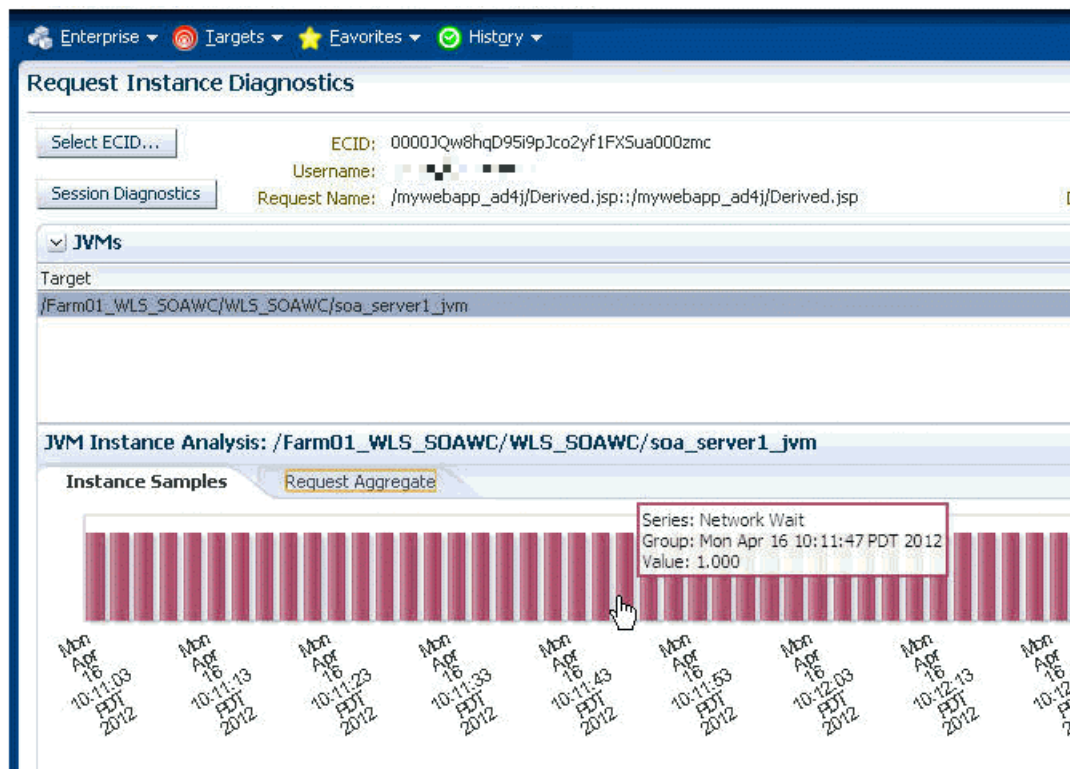 Enterprise Targets Favorites History
Request Instance Diagnostics
Select ECID...
ECID: 0000JQw8hqD95i9pJco2yf1FXSua000zmc
Username:
Session Diagnostics
Request Name: /mywebapp_ad4j/Derived.jsp::/mywebapp_ad4j/Derived.jsp
JVMs
Target
/Farm01_WLS_SOAWC/WLS_SOAWC/soa_server1_jvm
JVM Instance Analysis: /Farm01_WLS_SOAWC/WLS_SOAWC/soa_server1_jvm
Instance Samples Request Aggregate
Series: Network Wait
Group: Mon Apr 16 10:11:47 PDT 2012
Value: 1.000
Mon Apr 16 10:11:03 PDT 2012
Mon Apr 16 10:11:13 PDT 2012
Mon Apr 16 10:11:23 PDT 2012
Mon Apr 16 10:11:33 PDT 2012
Mon Apr 16 10:11:43 PDT 2012
Mon Apr 16 10:11:53 PDT 2012
Mon Apr 16 10:12:03 PDT 2012
Mon Apr 16 10:12:13 PDT 2012
Mon Apr 16